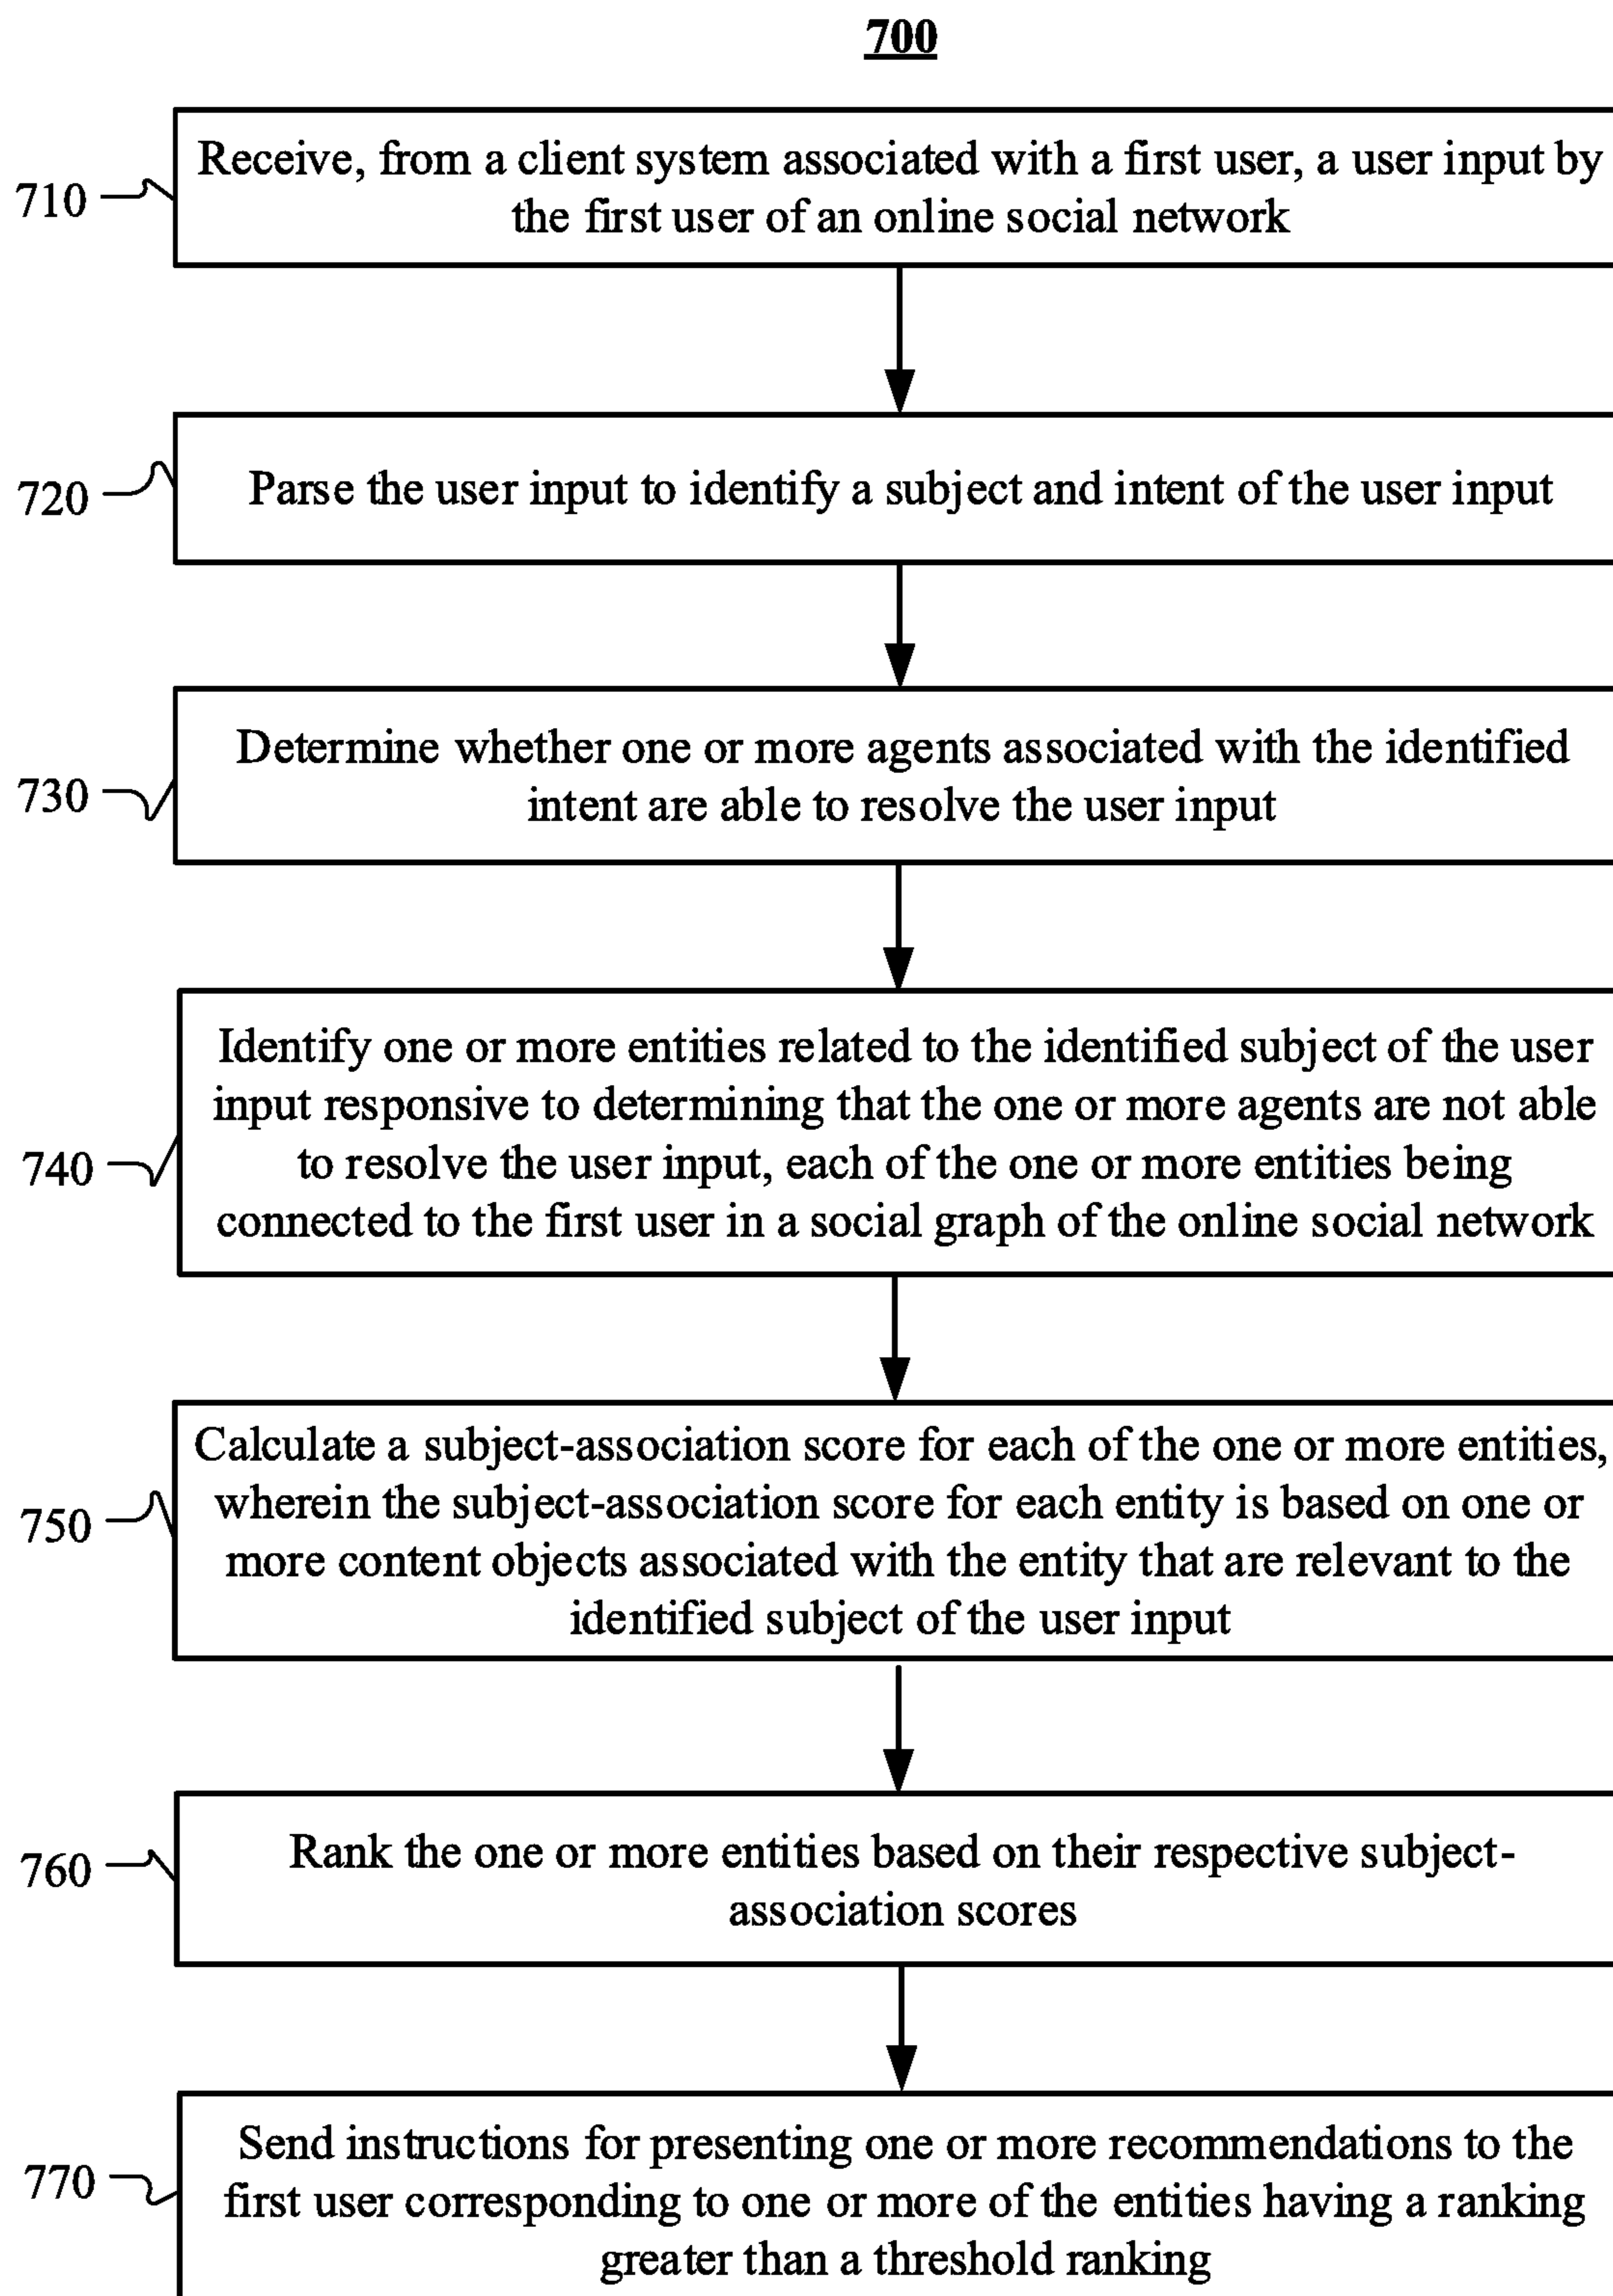 700
710
Receive, from a client system associated with a first user, a user input by
the first user of an online social network
720
Parse the user input to identify a subject and intent of the user input
730
Determine whether one or more agents associated with the identified
intent are able to resolve the user input
740
Identify one or more entities related to the identified subject of the user
input responsive to determining that the one or more agents are not able
to resolve the user input, each of the one or more entities being
connected to the first user in a social graph of the online social network
750
Calculate a subject-association score for each of the one or more entities,
wherein the subject-association score for each entity is based on one or
more content objects associated with the entity that are relevant to the
identified subject of the user input
760
Rank the one or more entities based on their respective subject-
association scores
770
Send instructions for presenting one or more recommendations to the
first user corresponding to one or more of the entities having a ranking
greater than a threshold ranking